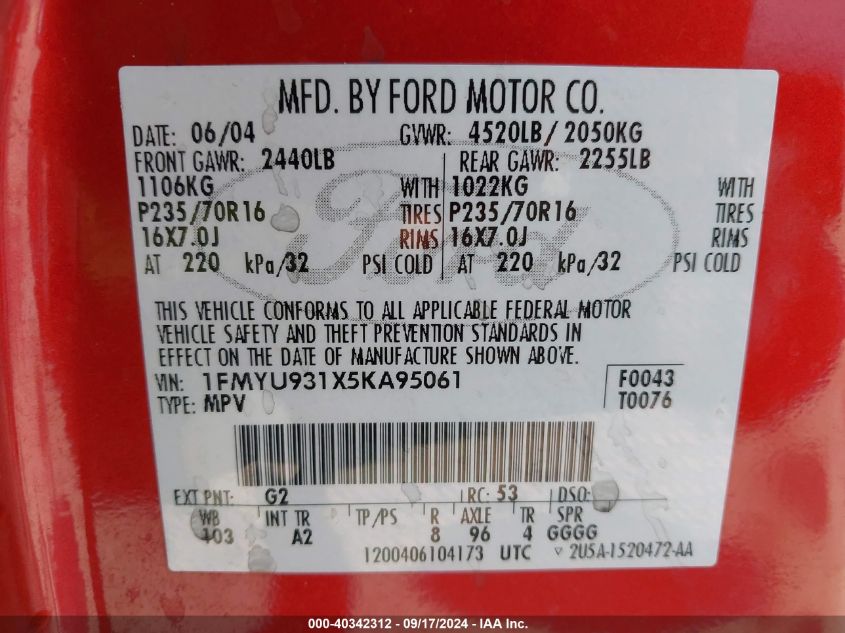 MFD. BY FORD MOTOR CO.
DATE: 06/04 GVWR: 4520LB/ 2050KG
FRONT GAWR: 2440LB REAR GAWR: 2255LB
1106KG WITH 1022KG WITH
P235/70R16 TIRES P235/70R16 TIRES
16X7.0J RIMS 16X7.0J RIMS
AT 220 kPa/32 PSI COLD AT 220 kPa/32 PSI COLD
Ford
THIS VEHICLE CONFORMS TO ALL APPLICABLE FEDERAL MOTOR
VEHICLE SAFETY AND THEFT PREVENTION STANDARDS IN
EFFECT ON THE DATE OF MANUFACTURE SHOWN ABOVE.
VIN: 1FMYU931X5KA95061 F0043
TYPE: MPV T0076
EXT PNT: G2 RC: 53 DSO:
WB INT TR TP/PS R AXLE TR SPR
103 A2 8 96 4 GGGG
1200406104173 UTC ▽ 2U5A-1520472-AA
000-40342312 - 09/17/2024 - IAA Inc.